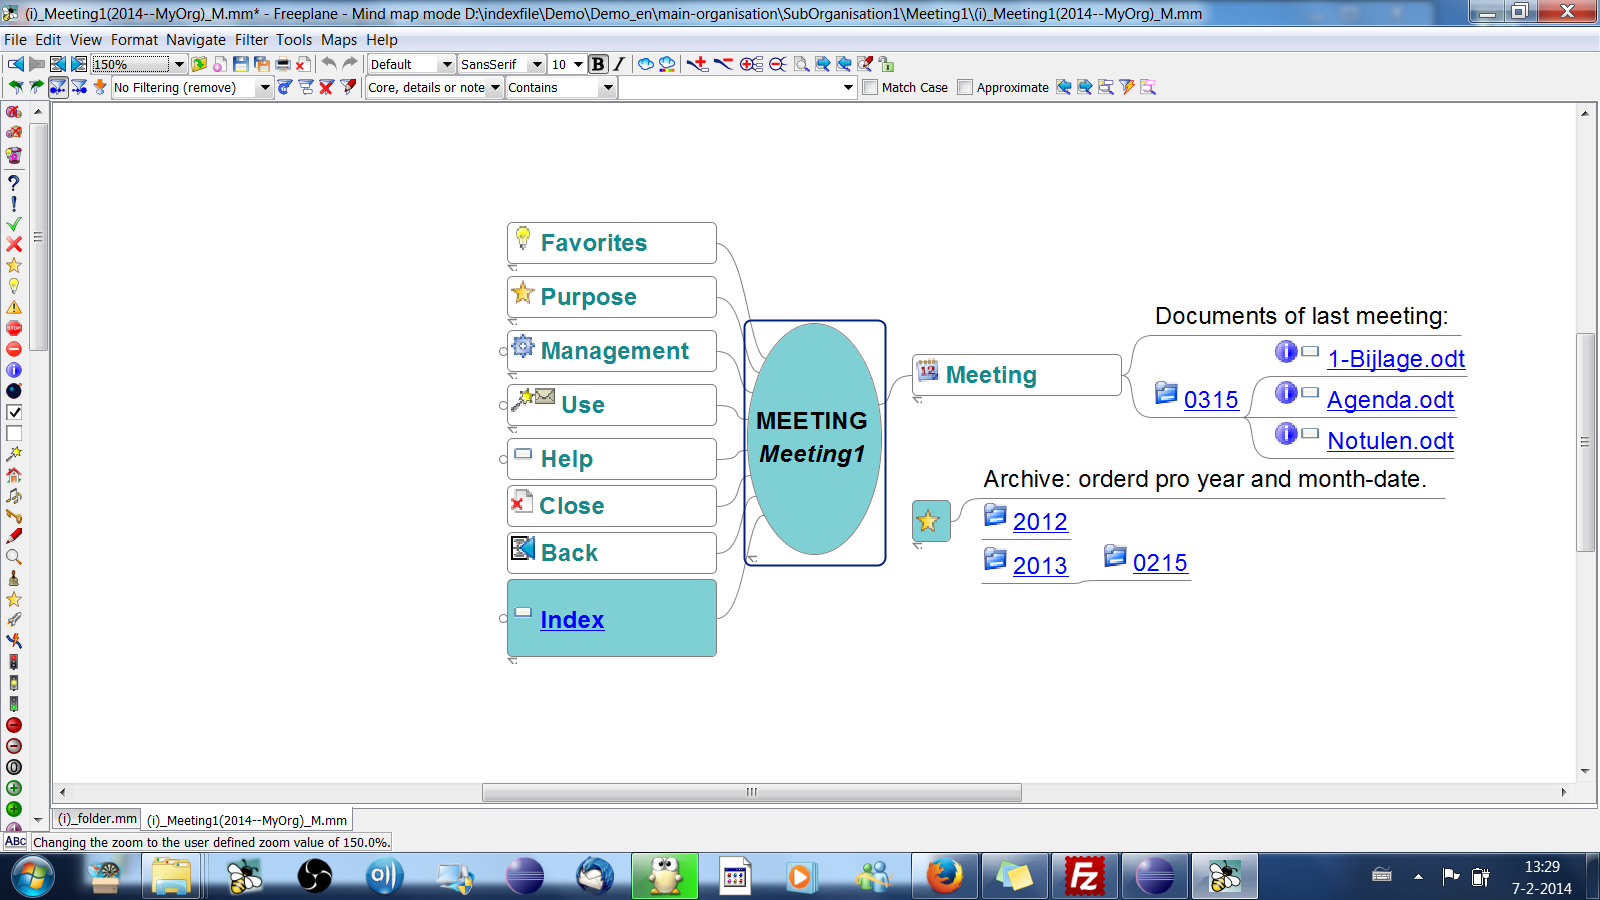 (i)_Meeting1(2014--MyOrg)_M.mm* - Freeplane - Mind map mode D:\indexfile\Demo\Demo_en\main-organisation\SubOrganisation1\Meeting1\(i)_Meeting1(2014--MyOrg)_M.mm
File Edit View Format Navigate Filter Tools Maps Help
150% Default SansSerif 10 B I
No Filtering (remove) Core, details or note Contains Match Case Approximate
Favorites
Purpose
Management
Use
Help
Close
Back
Index
MEETING
Meeting1
12 Meeting
Documents of last meeting:
0315
1-Bijlage.odt
Agenda.odt
Notulen.odt
Archive: orderd pro year and month-date.
2012
2013
0215
STOP
(i)_folder.mm (i)_Meeting1(2014--MyOrg)_M.mm
ABC Changing the zoom to the user defined zoom value of 150.0%.
Fz
13:29
7-2-2014